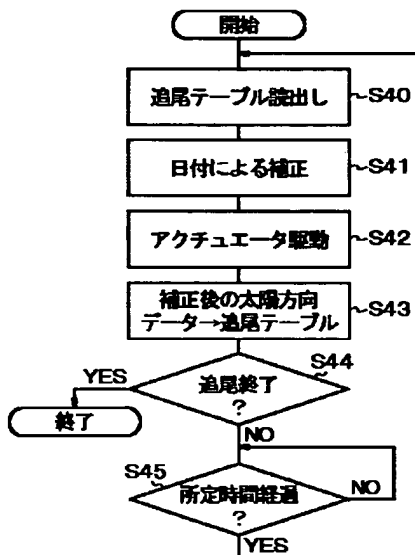 開始
追尾テーブル読出し
S40
日付による補正
S41
アクチュエータ駆動
S42
補正後の太陽方向
データ→追尾テーブル
S43
S44
YES
追尾終了
?
終了
NO
S45
所定時間経過
?
NO
YES